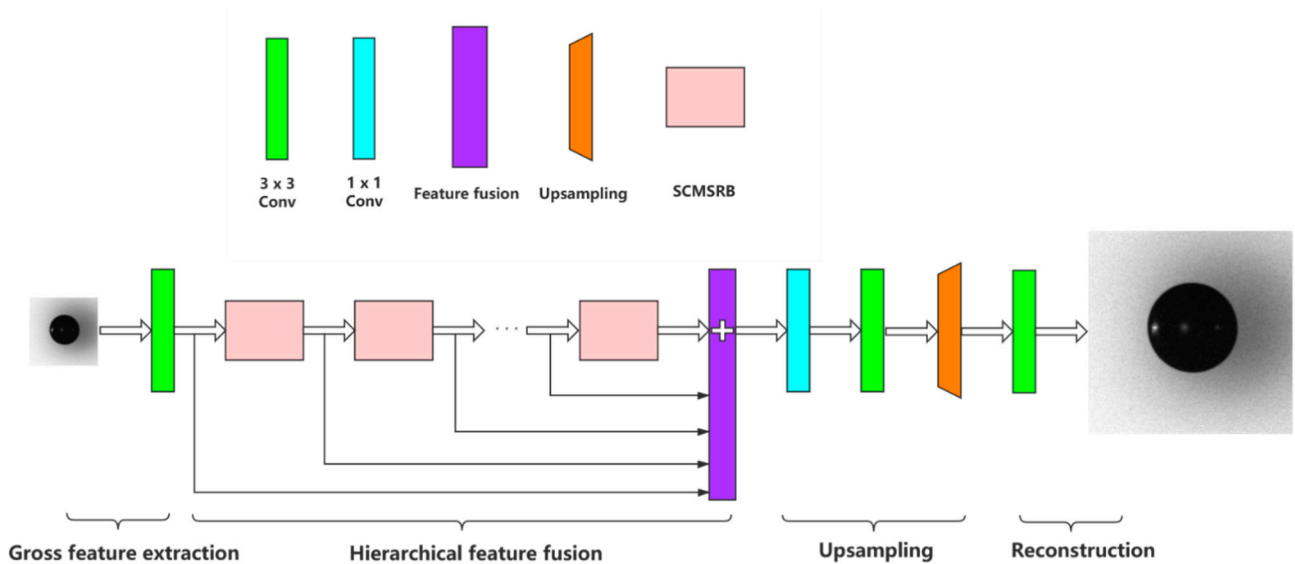 3 x 3
Conv
1 x 1
Conv
Feature fusion
Upsampling
SCMSRB
...
+
Gross feature extraction
Hierarchical feature fusion
Upsampling
Reconstruction